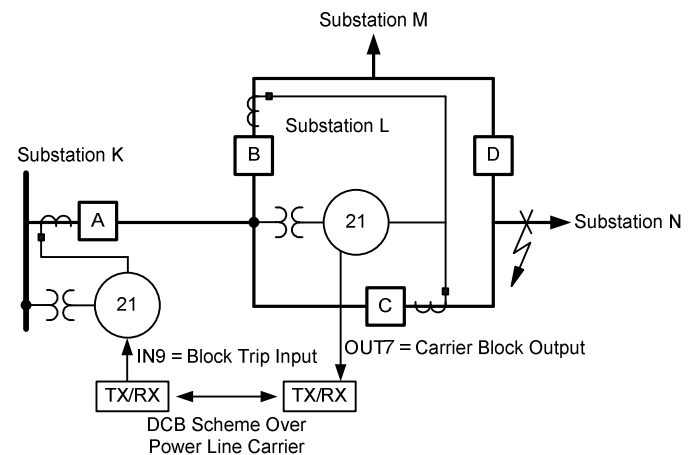 Substation M
Substation L
Substation K
B
D
A
21
Substation N
21
C
IN9 = Block Trip Input
OUT7 = Carrier Block Output
TX/RX
TX/RX
DCB Scheme Over
Power Line Carrier